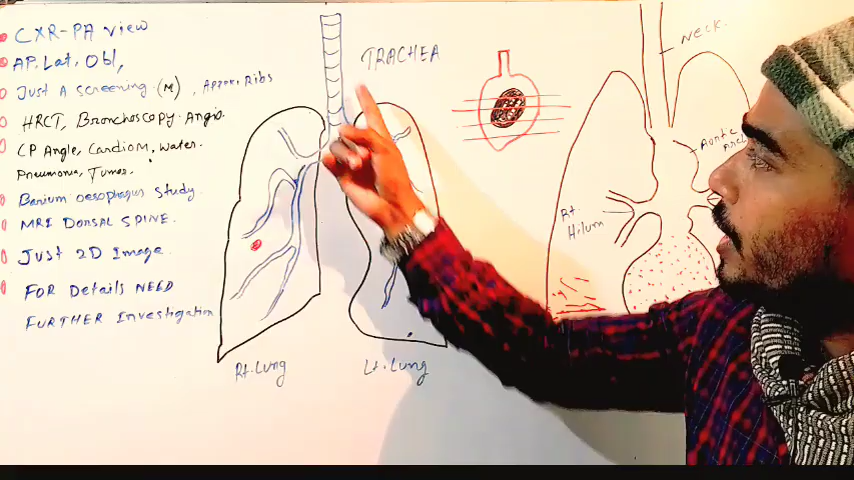 CXR-PA view
AP, Lat, Obl,
Just A screening (M), AP200 Ribs
HRCT, Bronchoscopy. Angio.
CP Angle, Cardiom, water.
Pneumonia, Tumor.
Barium oesophagus Study.
MRI DORSAL SPINE.
Just 2D Image.
FOR Details NEED
FURTHER Investigation
TRACHEA
Rt. Lung
Lt. Lung
NECK.
Aortic
Rt.
Hilum